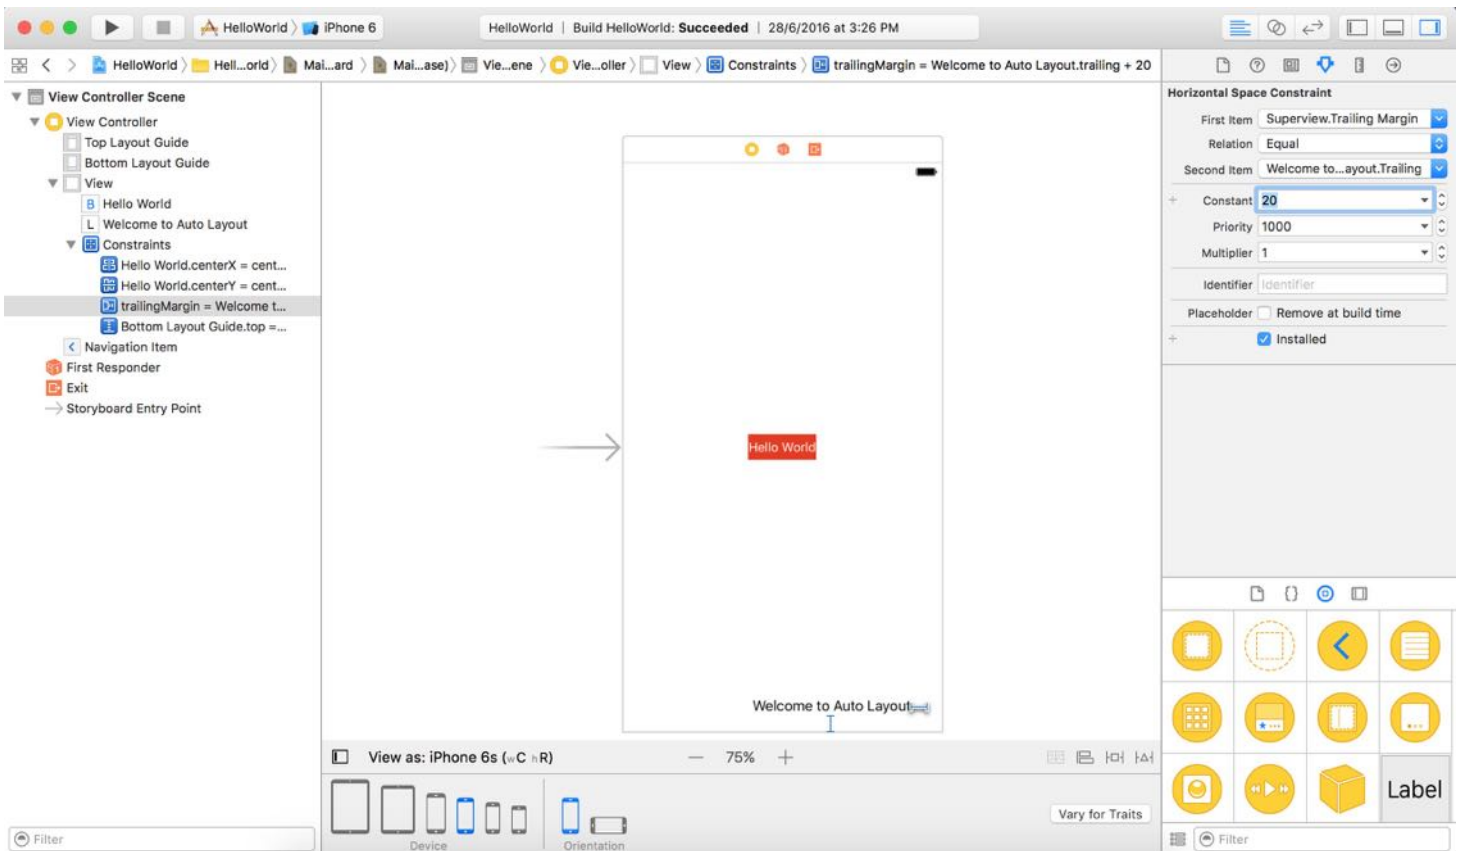 HelloWorld iPhone 6 HelloWorld | Build HelloWorld: Succeeded | 28/6/2016 at 3:26 PM
HelloWorld Hell...orld) Mai...ard Mai...ase) Vie...ene Vie...oller View Constraints trailingMargin = Welcome to Auto Layout.trailing + 20
View Controller Scene
View Controller
Top Layout Guide
Bottom Layout Guide
View
B Hello World
L Welcome to Auto Layout
Constraints
Hello World.centerX = cent...
Hello World.centerY = cent...
trailingMargin = Welcome t...
Bottom Layout Guide.top =...
Navigation Item
First Responder
Exit
Storyboard Entry Point
Filter
Hello World
Welcome to Auto Layout
View as: iPhone 6s (wC hR) — 75% +
Device
Orientation
Vary for Traits
Horizontal Space Constraint
First Item Superview.Trailing Margin
Relation Equal
Second Item Welcome to...ayout.Trailing
+ Constant 20
Priority 1000
Multiplier 1
Identifier Identifier
Placeholder Remove at build time
+ Installed
{}
Label
Filter